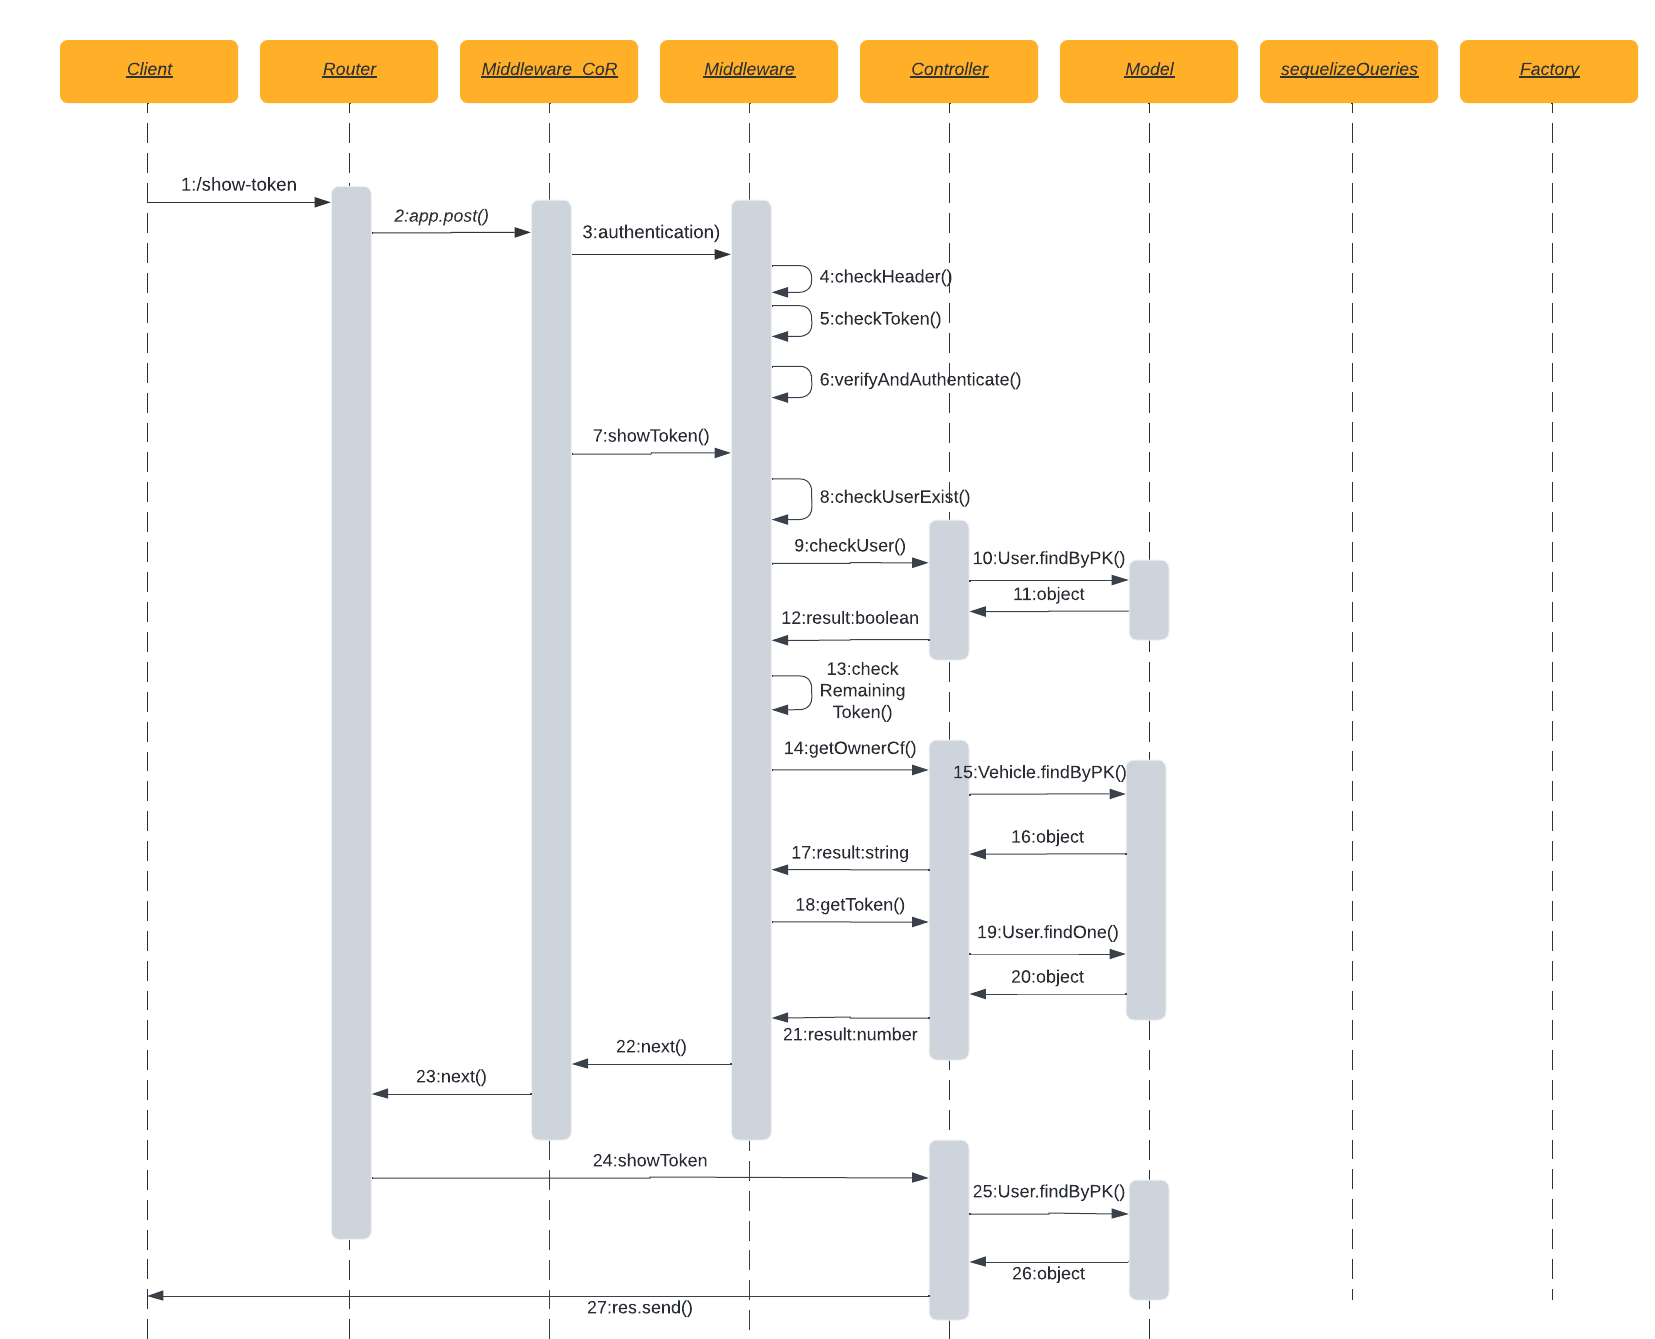 Client
Router
Middleware_CoR
Middleware
Controller
Model
sequelizeQueries
Factory
1:/show-token
2:app.post()
3:authentication)
4:checkHeader()
5:checkToken()
6:verifyAndAuthenticate()
7:showToken()
8:checkUserExist()
9:checkUser()
10:User.findByPK()
11:object
12:result:boolean
13:check
Remaining
Token()
14:getOwnerCf()
15:Vehicle.findByPK()
16:object
17:result:string
18:getToken()
19:User.findOne()
20:object
21:result:number
22:next()
23:next()
24:showToken
25:User.findByPK()
26:object
27:res.send()